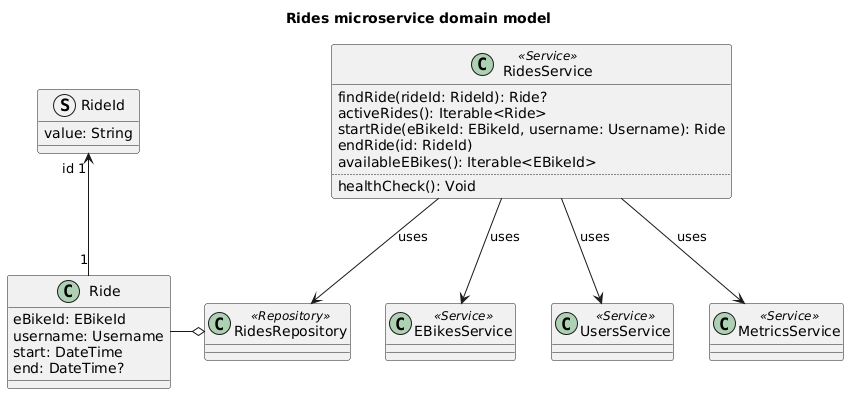 Rides microservice domain model
S RideId
value: String
id 1
1
C Ride
eBikeId: EBikeId
username: Username
start: DateTime
end: DateTime?
C «Service»
RidesService
findRide(rideId: RideId): Ride?
activeRides(): Iterable<Ride>
startRide(eBikeId: EBikeId, username: Username): Ride
endRide(id: RideId)
availableEBikes(): Iterable<EBikeId>
healthCheck(): Void
uses
uses
uses
uses
C «Repository»
RidesRepository
C «Service»
EBikesService
C «Service»
UsersService
C «Service»
MetricsService